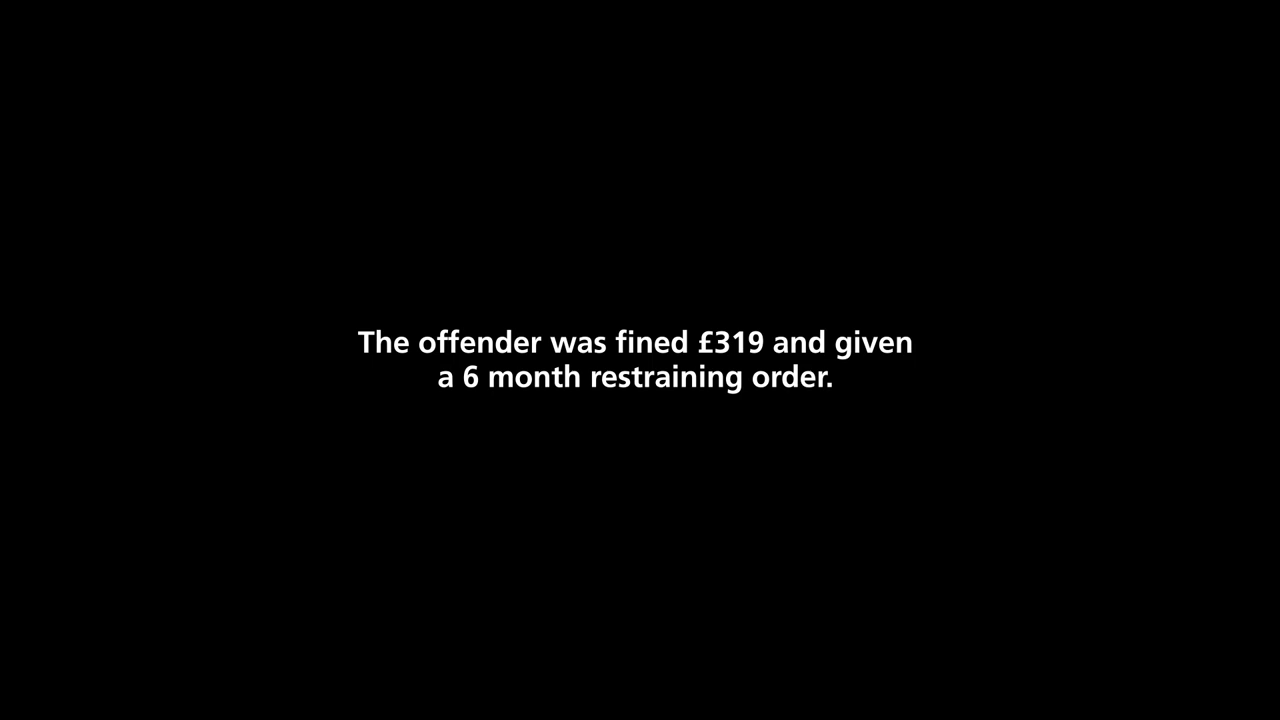 The offender was fined £319 and given
a 6 month restraining order.